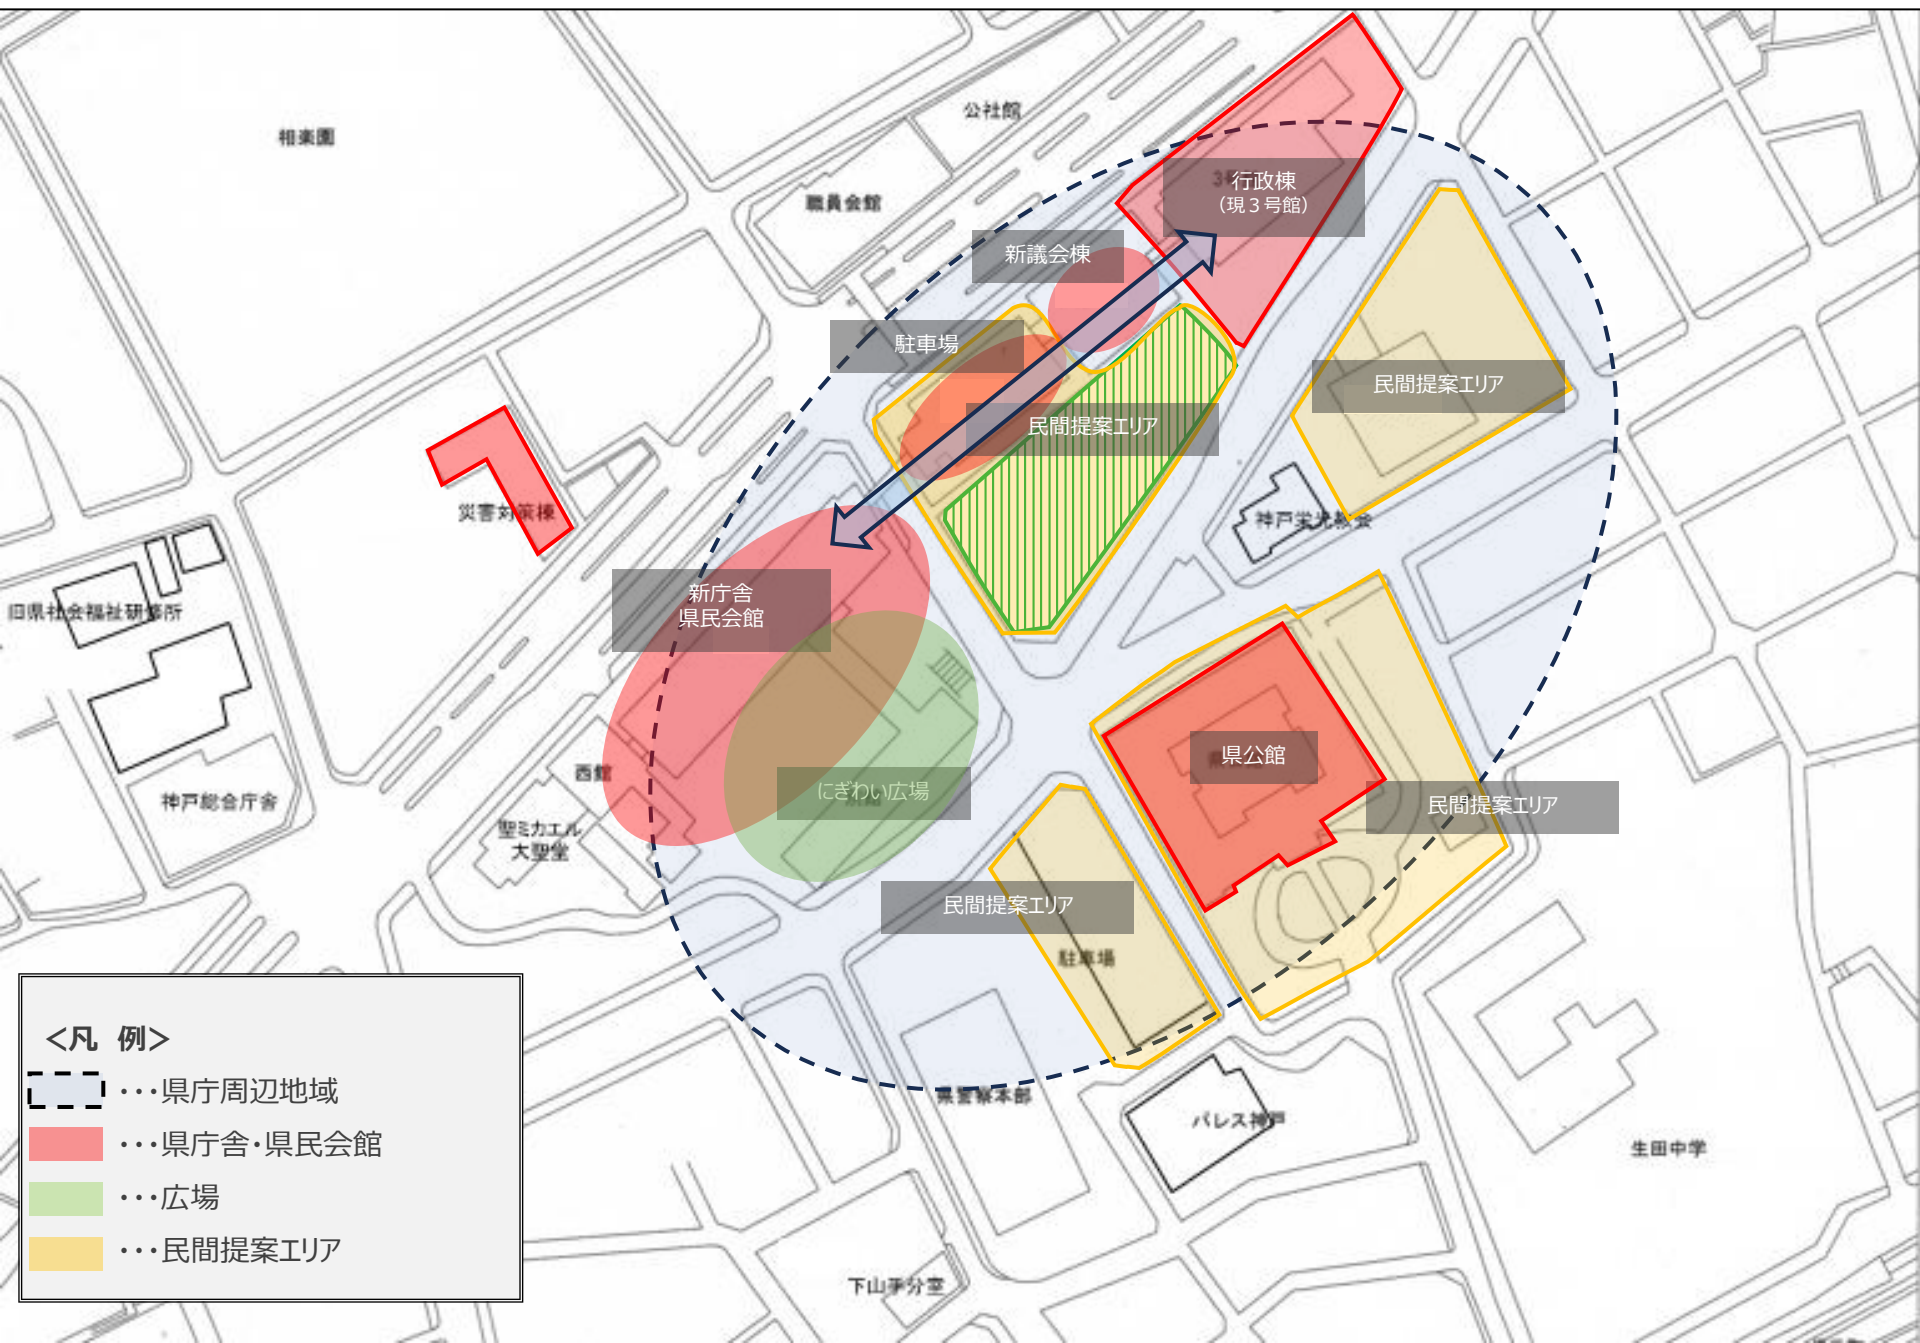 相楽園
公社館
職員会館
行政棟
(現3号館)
新議会棟
駐車場
民間提案エリア
民間提案エリア
災害対策棟
神戸栄光教会
新庁舎
県民会館
旧県社会福祉研修所
西館
県公館
にぎわい広場
民間提案エリア
神戸総合庁舎
聖ミカエル
大聖堂
民間提案エリア
駐車場
県警察本部
パレス神戸
生田中学
下山手分室
<凡 例>
・・・県庁周辺地域
・・・県庁舎・県民会館
・・・広場
・・・民間提案エリア